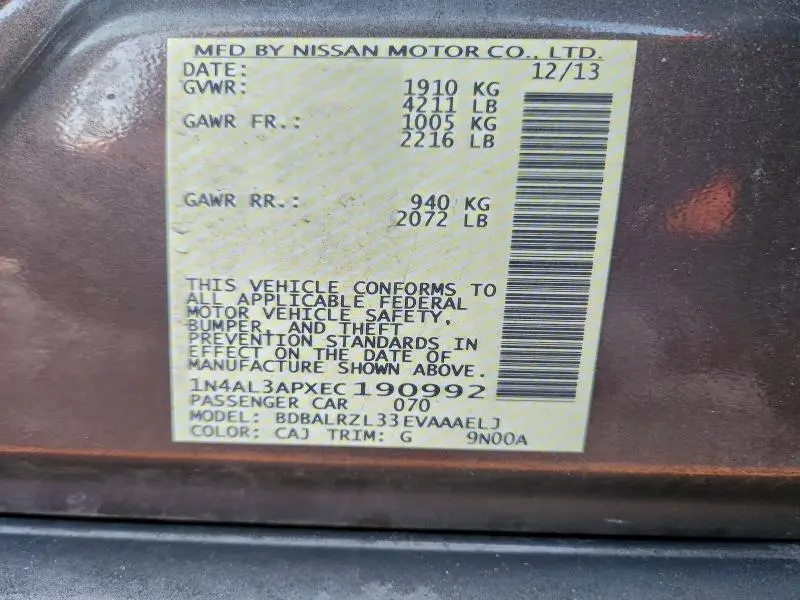 MFD BY NISSAN MOTOR CO., LTD.
DATE: 12/13
GVWR: 1910 KG
4211 LB
GAWR FR.: 1005 KG
2216 LB
GAWR RR.: 940 KG
2072 LB
THIS VEHICLE CONFORMS TO
ALL APPLICABLE FEDERAL
MOTOR VEHICLE SAFETY,
BUMPER, AND THEFT
PREVENTION STANDARDS IN
EFFECT ON THE DATE OF
MANUFACTURE SHOWN ABOVE.
1N4AL3APXEC190992
PASSENGER CAR 070
MODEL: BDBALRZL33EVAAAELJ
COLOR: CAJ TRIM: G 9N00A